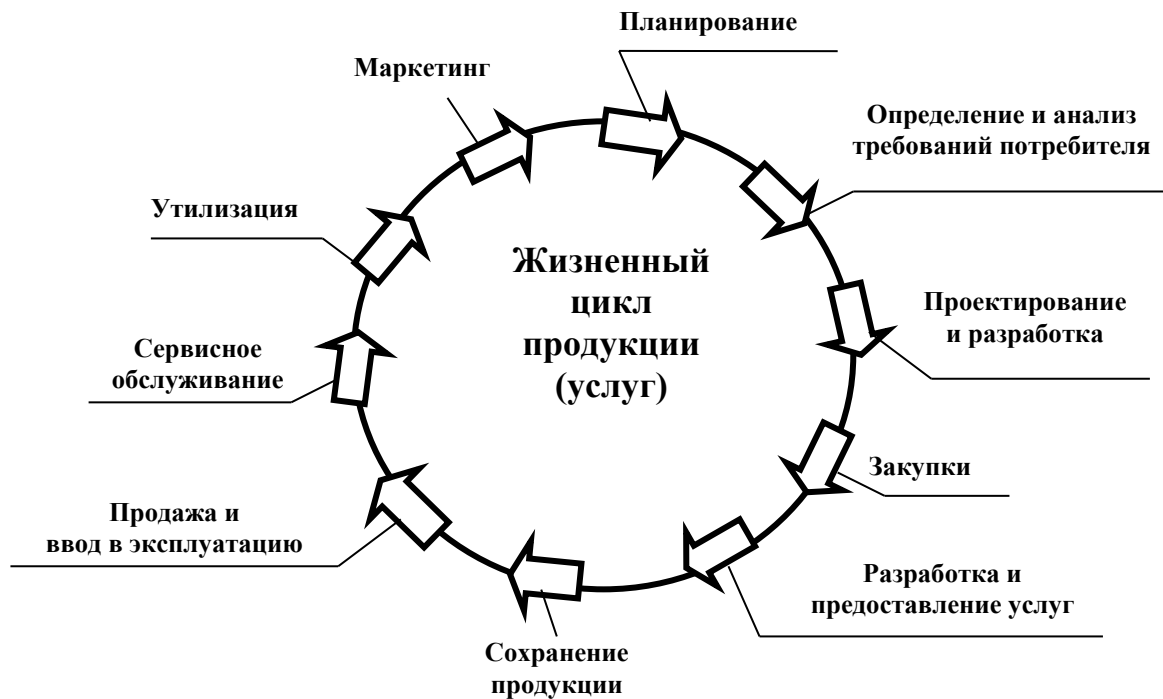 Планирование
Маркетинг
Определение и анализ
требований потребителя
Утилизация
Жизненный
цикл
продукции
(услуг)
Проектирование
и разработка
Сервисное
обслуживание
Закупки
Продажа и
ввод в эксплуатацию
Разработка и
предоставление услуг
Сохранение
продукции